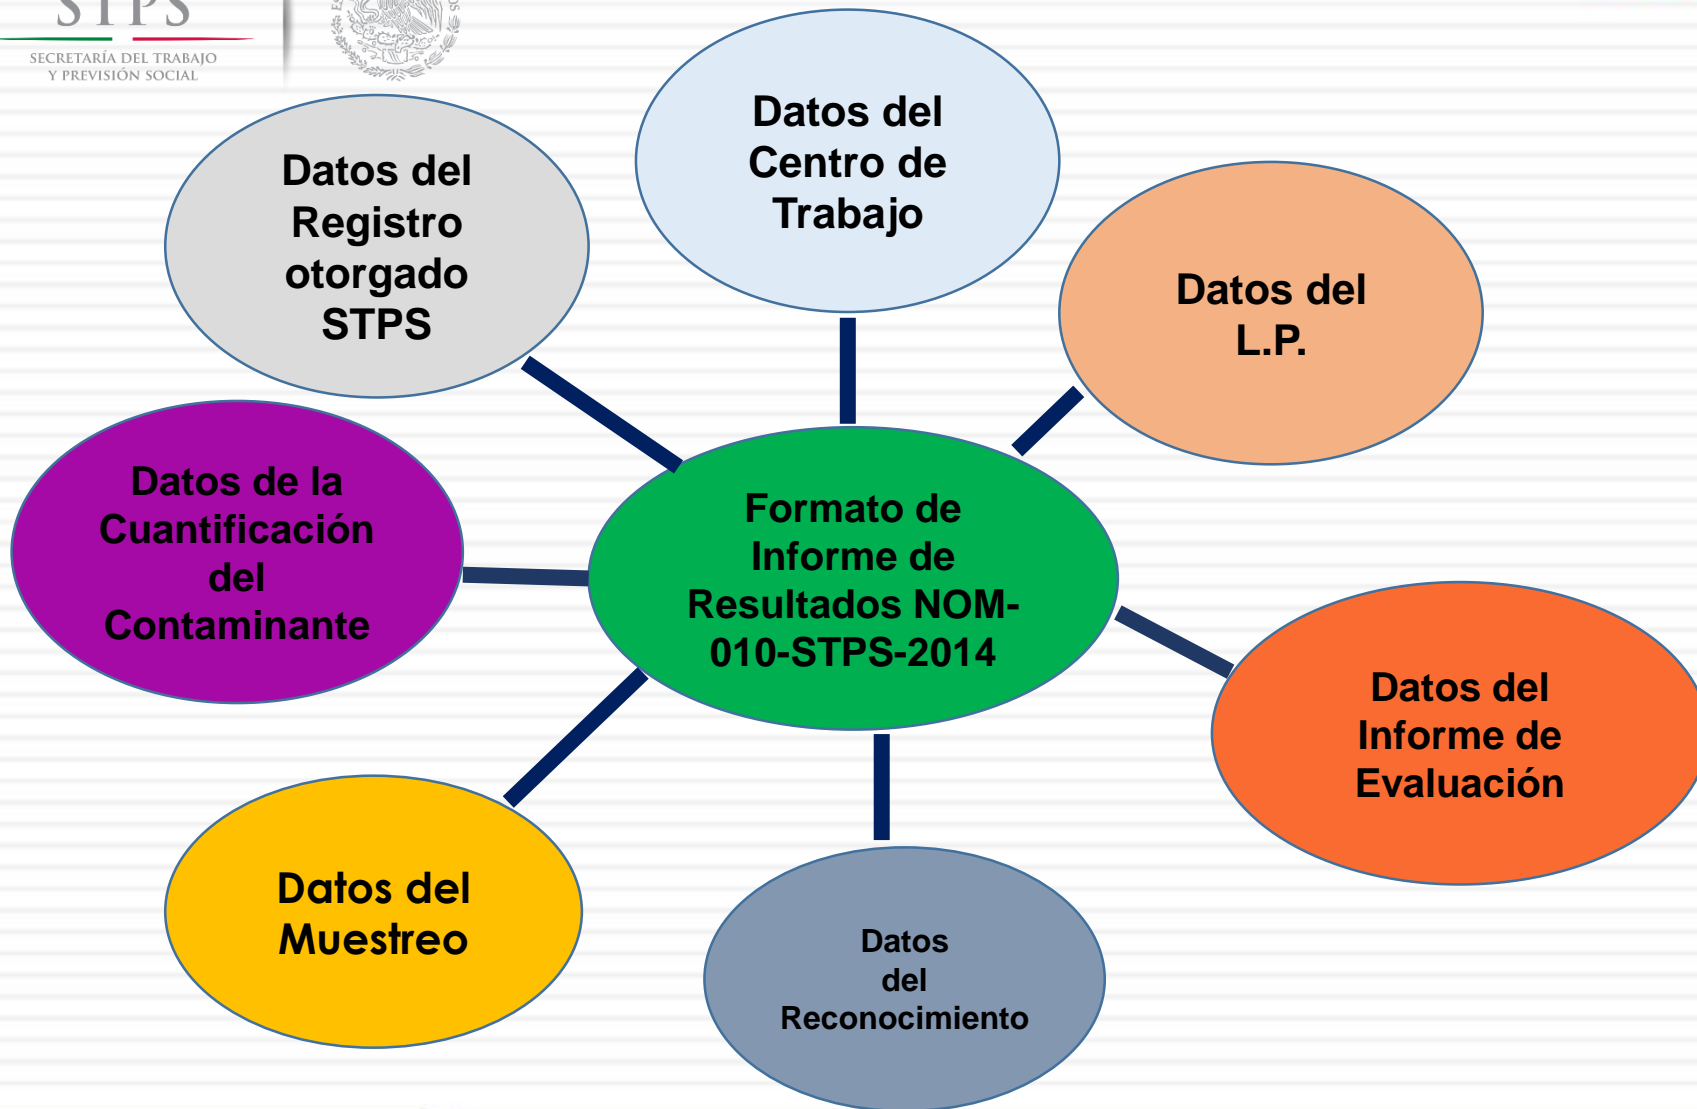 STPS
SECRETARÍA DEL TRABAJO
Y PREVISIÓN SOCIAL
Datos del
Centro de
Trabajo
Datos del
Registro
otorgado
STPS
Datos del
L.P.
Datos de la
Cuantificación
del
Contaminante
Formato de
Informe de
Resultados NOM-
010-STPS-2014
Datos del
Informe de
Evaluación
Datos del
Muestreo
Datos
del
Reconocimiento